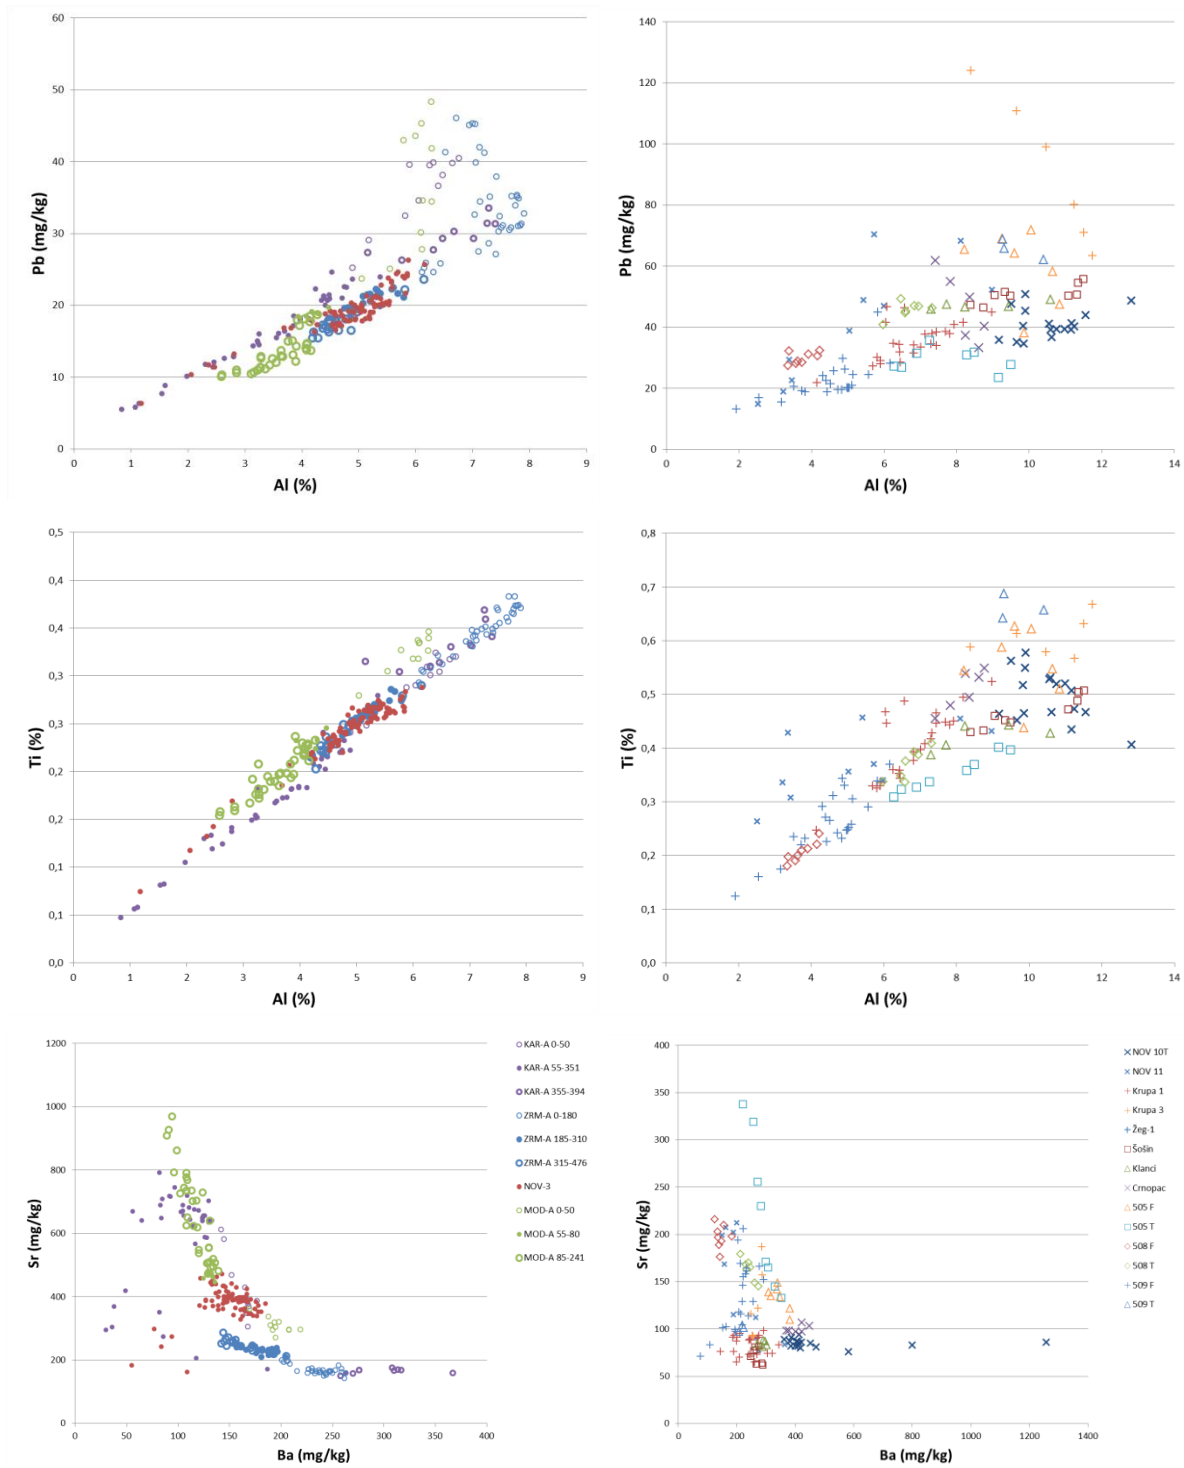 60
50
40
30
20
10
0
Pb (mg/kg)
0 1 2 3 4 5 6 7 8 9
Al (%)
140
120
100
80
60
40
20
0
Pb (mg/kg)
0 2 4 6 8 10 12 14
Al (%)
0,5
0,4
0,4
0,3
0,3
0,2
0,2
0,1
0,1
0,0
Ti (%)
0 1 2 3 4 5 6 7 8 9
Al (%)
0,8
0,7
0,6
0,5
0,4
0,3
0,2
0,1
0,0
Ti (%)
0 2 4 6 8 10 12 14
Al (%)
1200
1000
800
600
400
200
0
Sr (mg/kg)
0 50 100 150 200 250 300 350 400
Ba (mg/kg)
KAR-A 0-50
KAR-A 55-351
KAR-A 355-394
ZRM-A 0-180
ZRM-A 185-310
ZRM-A 315-476
NOV-3
MOD-A 0-50
MOD-A 55-80
MOD-A 85-241
400
350
300
250
200
150
100
50
0
Sr (mg/kg)
0 200 400 600 800 1000 1200 1400
Ba (mg/kg)
NOV 10T
NOV 11
Krupa 1
Krupa 3
Žeg-1
Šošin
Klanci
Crnopac
505 F
505 T
508 F
508 T
509 F
509 T